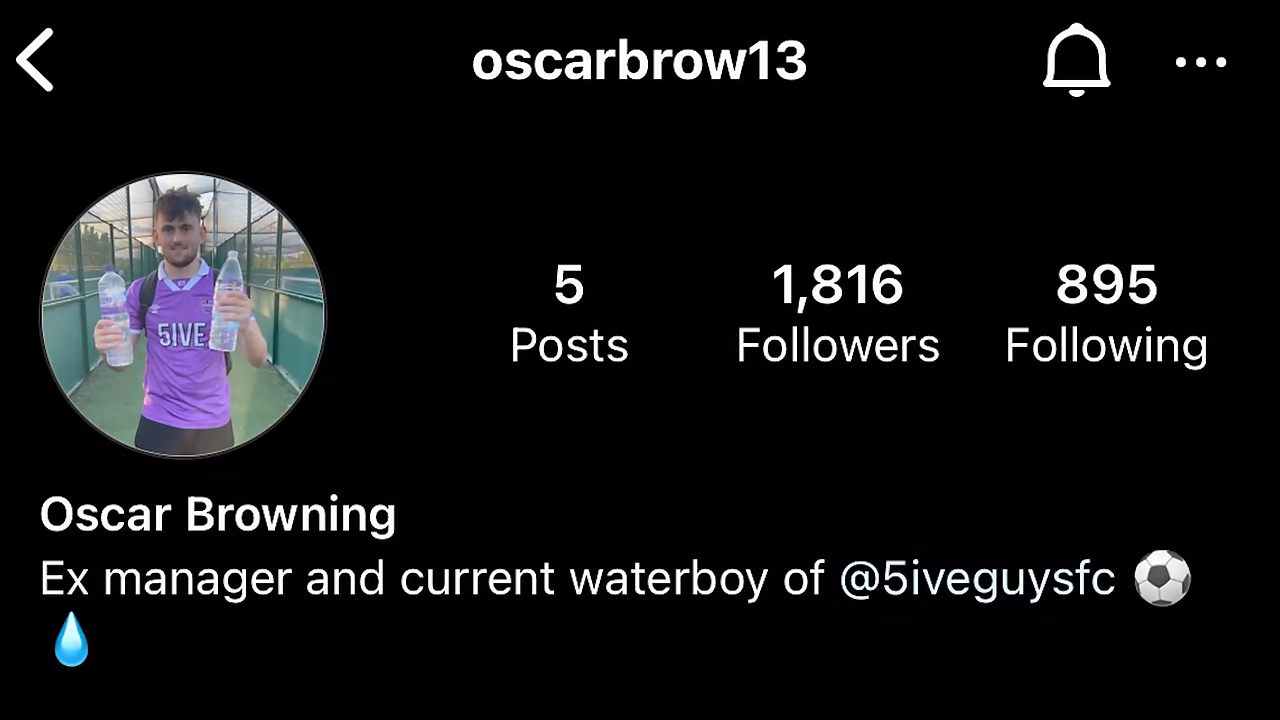 oscarbrow13
5IVE
5 1,816 895
Posts Followers Following
Oscar Browning
Ex manager and current waterboy of @5iveguysfc ⚽
💧